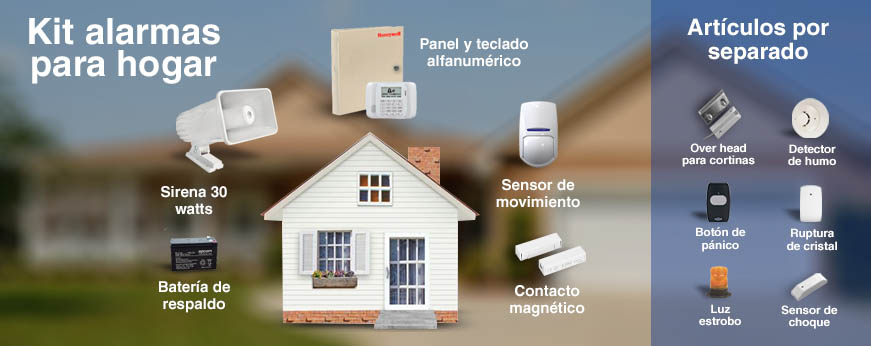 Kit alarmas
para hogar
Honeywell
Panel y teclado
alfanumérico
Sirena 30
watts
Sensor de
movimiento
Batería de
respaldo
Contacto
magnético
Artículos por
separado
Over head
para cortinas
Detector
de humo
Botón de
pánico
Ruptura
de cristal
Luz
estrobo
Sensor de
choque